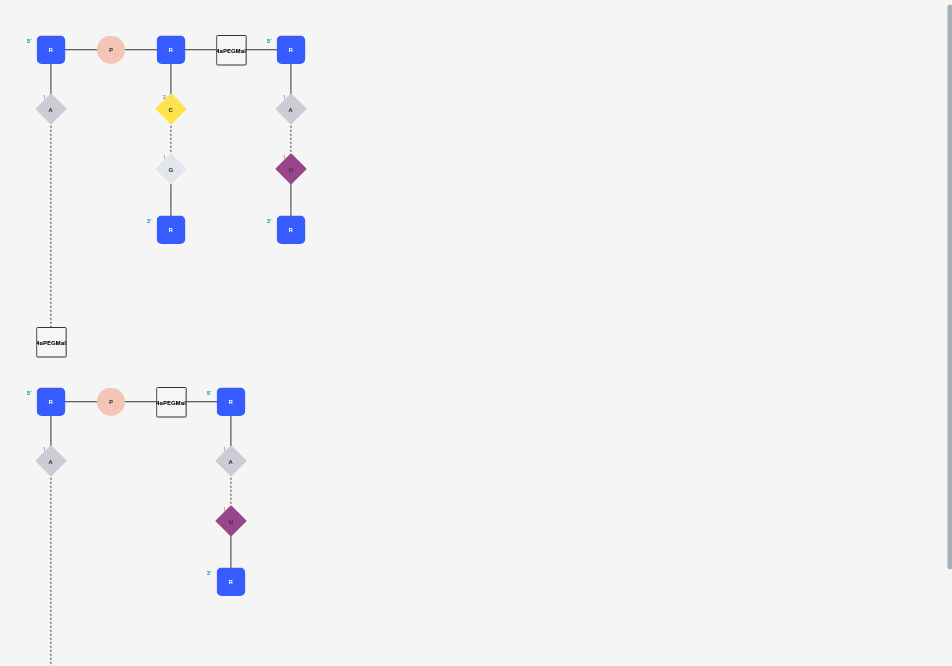 5' R P R 4aPEGMal 5' R
1 A 2 C 1 A
1 G 1 U
3' R 3' R
4aPEGMal
5' R P 4aPEGMal 5' R
1 A 1 A
1 U
3' R